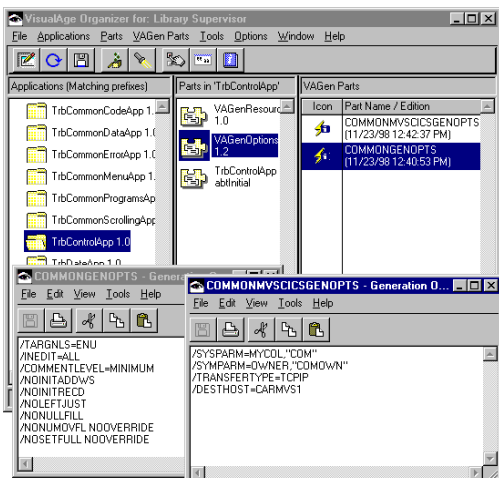 VisualAge Organizer for: Library Supervisor
File Applications Parts VAGen Parts Tools Options Window Help
Applications (Matching prefixes)
TrbCommonCodeApp 1.
TrbCommonDataApp 1.(
TrbCommonErrorApp 1.(
TrbCommonMenuApp 1.
TrbCommonProgramsAp
TrbCommonScrollingApp
TrbControlApp 1.0
TrbDateApp 1.0
Parts in 'TrbControlApp'
VAGenResourc
1.0
VAGenOptions
1.2
TrbControlApp
abtInitial
VAGen Parts
Icon Part Name / Edition
COMMONMVSCICSGENOPTS
(11/23/98 12:42:37 PM)
COMMONGENOPTS
(11/23/98 12:40:53 PM)
COMMONGENOPTS - Generation O
File Edit View Tools Help
/TARGNLS=ENU
/INEDIT=ALL
/COMMENTLEVEL=MINIMUM
/NOINITADDWS
/NOINITRECD
/NOLEFTJUST
/NONULLFILL
/NONUMOVFL NOOVERRIDE
/NOSETFULL NOOVERRIDE
COMMONMVSCICSGENOPTS - Generation O...
File Edit View Tools Help
/SYSPARM=MYCOL,"COM"
/SYMPARM=OWNER,"COMOWN"
/TRANSFERTYPE=TCPIP
/DESTHOST=CARMVS1